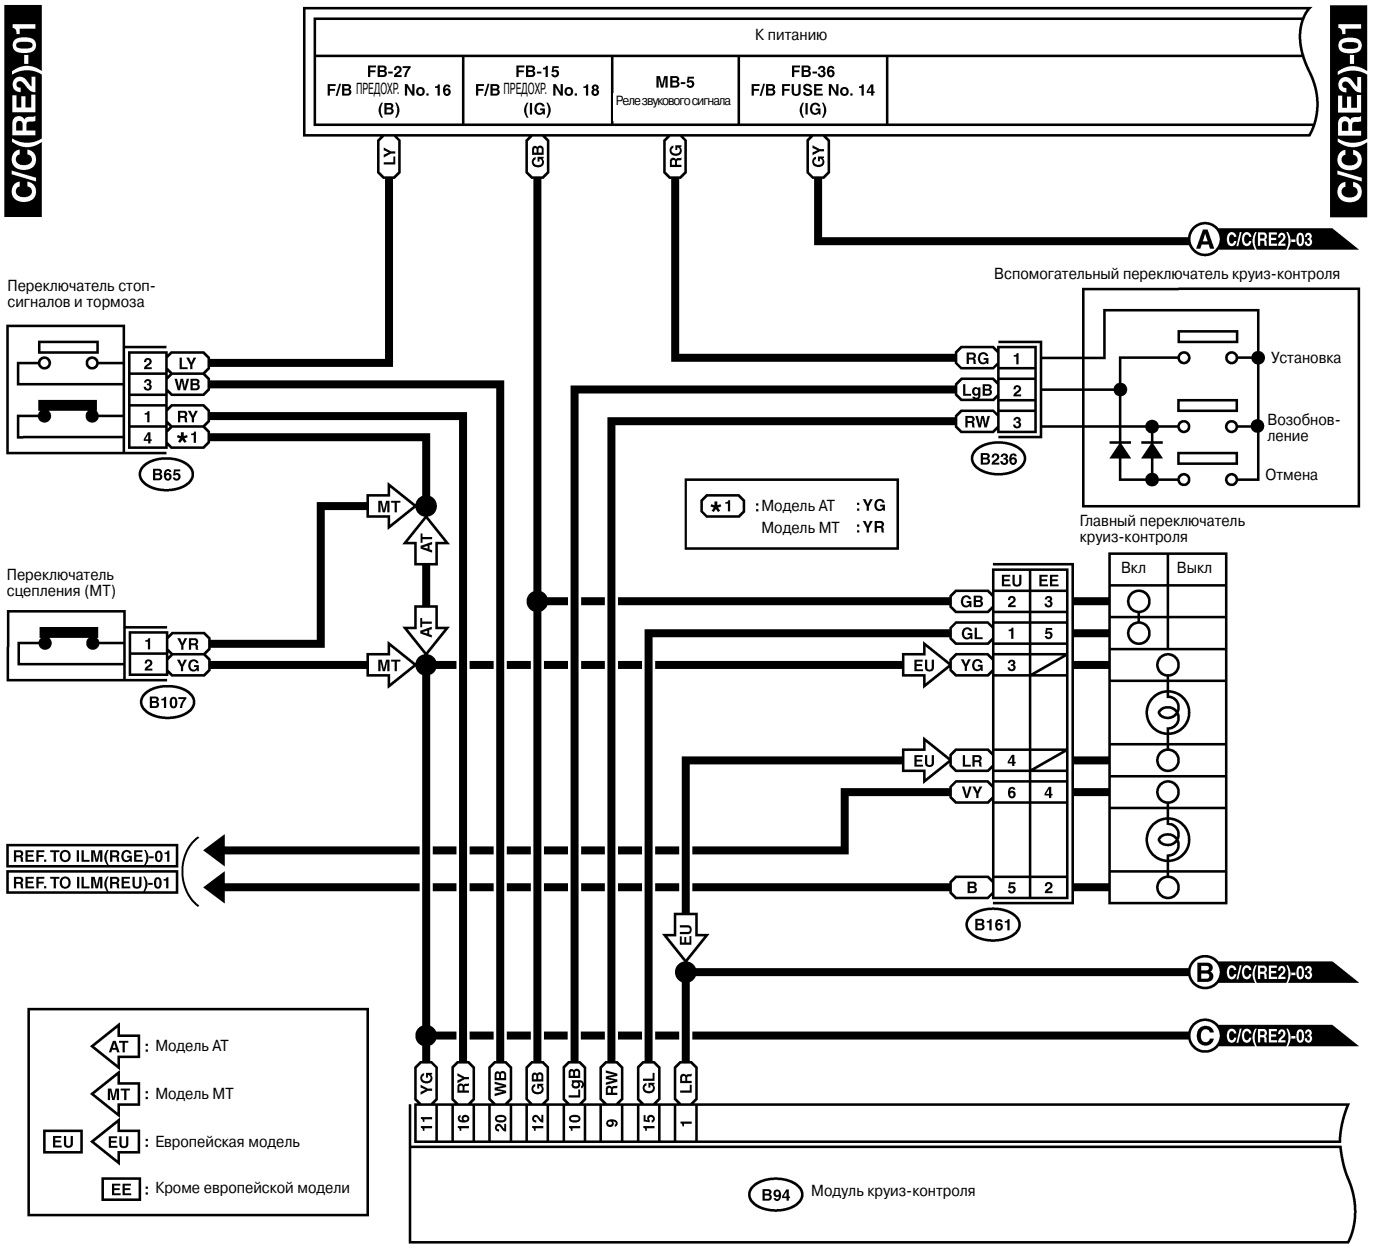 C/C(RE2)-01
C/C(RE2)-01
К питанию
FB-27
F/B ПРЕДОХР. No. 16
(B)
FB-15
F/B ПРЕДОХР. No. 18
(IG)
MB-5
Реле звукового сигнала
FB-36
F/B FUSE No. 14
(IG)
LY
GB
RG
GY
A C/C(RE2)-03
Переключатель стоп-
сигналов и тормоза
2 LY
3 WB
1 RY
4 *1
B65
Вспомогательный переключатель круиз-контроля
RG 1
LgB 2
RW 3
B236
Установка
Возобнов-
ление
Отмена
*1 : Модель AT : YG
Модель MT : YR
MT
AT
AT
MT
Переключатель
сцепления (MT)
1 YR
2 YG
B107
Главный переключатель
круиз-контроля
Вкл Выкл
EU EE
GB 2 3
GL 1 5
EU YG 3
EU LR 4
VY 6 4
B 5 2
B161
REF. TO ILM(RGE)-01
REF. TO ILM(REU)-01
EU
B C/C(RE2)-03
C C/C(RE2)-03
AT : Модель AT
MT : Модель MT
EU EU : Европейская модель
EE : Кроме европейской модели
YG RY WB GB LgB RW GL LR
11 16 20 12 10 9 15 1
B94 Модуль круиз-контроля